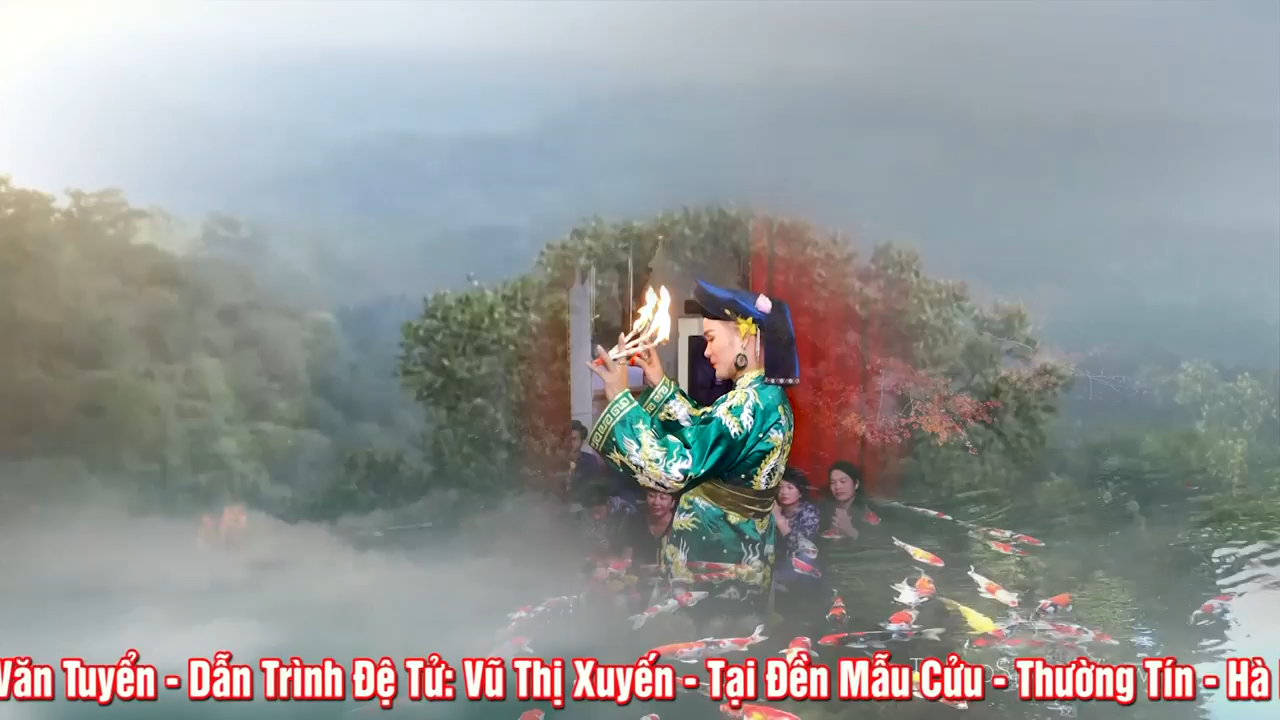 Văn Tuyển - Dẫn Trình Đệ Tử: Vũ Thị Xuyến - Tại Đền Mẫu Cửu - Thường Tín - Hà